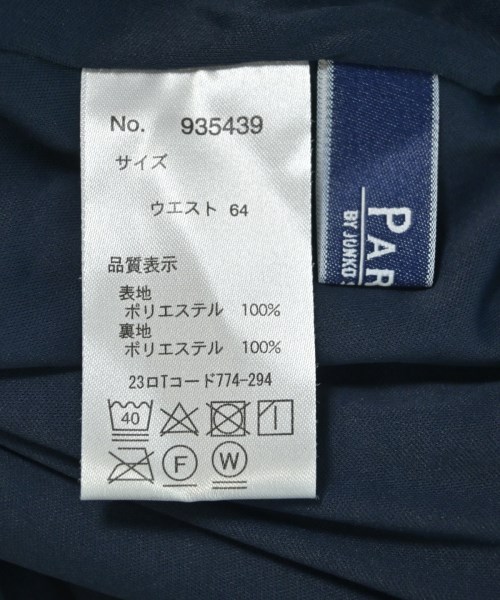 No. 935439
サイズ
ウエスト 64
品質表示
表地
ポリエステル 100%
裏地
ポリエステル 100%
23ロTコード774-294
40
F W
PAR
BY JUNKO